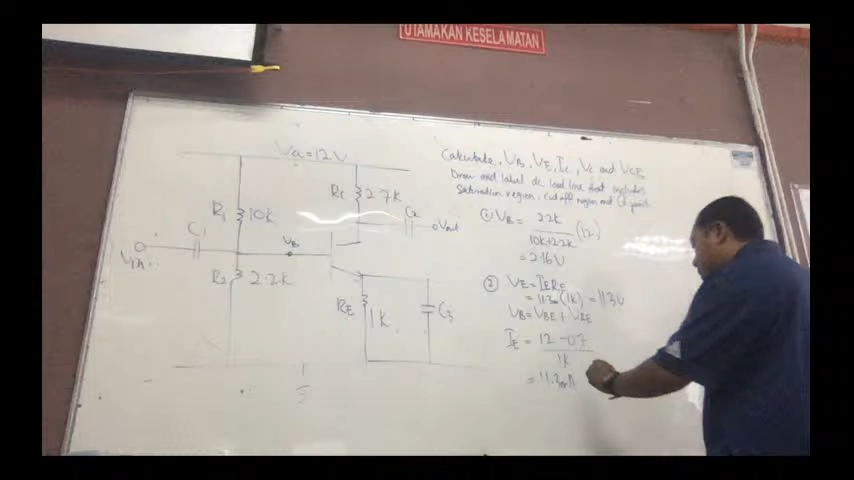 UTAMAKAN KESELAMATAN
Vcc = 12 V
Calculate, VB, VE, IC, VC and VCE.
Draw and label dc load line that includes
Saturation region, cut off region and Q point.
R1 10k
RC 2.7k
C2
Vout
C1
VB
Vin
R2 2.2k
RE 1k
C3
① VB = 2.2k
10k+2.2k (12)
= 2.16V
② VE = IERE
= 11.3m (1k) = 11.3V
VB = VBE + VRE
IE = 12 - 0.7
1k
= 11.3mA